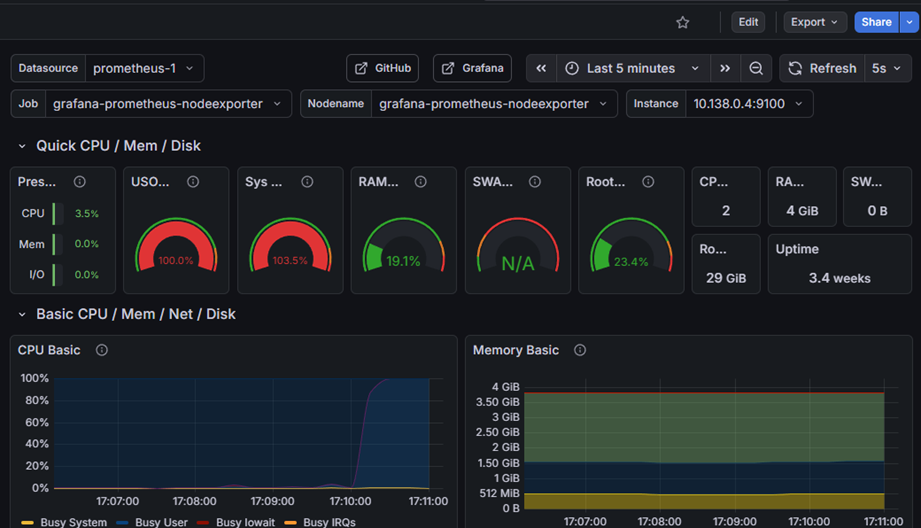 Edit Export Share
Datasource prometheus-1 GitHub Grafana Last 5 minutes Refresh 5s
Job grafana-prometheus-nodeexporter Nodename grafana-prometheus-nodeexporter Instance 10.138.0.4:9100
Quick CPU / Mem / Disk
Pres... USO... Sys ... RAM... SWA... Root... CP... RA... SW...
CPU 3.5%
Mem 0.0%
I/O 0.0%
100.0% 103.5% 19.1% N/A 23.4%
2 4 GiB 0 B
Ro... Uptime
29 GiB 3.4 weeks
Basic CPU / Mem / Net / Disk
CPU Basic
100%
80%
60%
40%
20%
0%
17:07:00 17:08:00 17:09:00 17:10:00 17:11:00
Busy System Busy User Busy Iowait Busy IRQs
Memory Basic
4 GiB
3.50 GiB
3 GiB
2.50 GiB
2 GiB
1.50 GiB
1 GiB
512 MiB
0 B
17:07:00 17:08:00 17:09:00 17:10:00 17:11:00